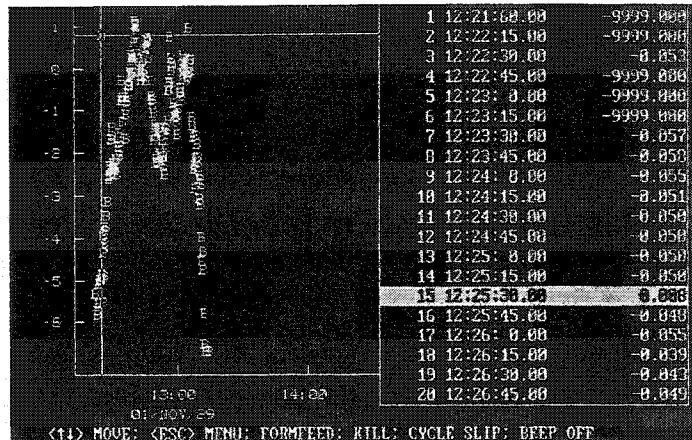 1
0
-1
-2
-3
-4
-5
-6
13:00 14:00
01-NOV.29
1 12:21:60.00 -9999.000
2 12:22:15.00 -9999.000
3 12:22:30.00 -0.053
4 12:22:45.00 -9999.000
5 12:23: 0.00 -9999.000
6 12:23:15.00 -9999.000
7 12:23:30.00 -0.057
8 12:23:45.00 -0.058
9 12:24: 0.00 -0.055
10 12:24:15.00 -0.051
11 12:24:30.00 -0.050
12 12:24:45.00 -0.050
13 12:25: 0.00 -0.050
14 12:25:15.00 -0.050
15 12:25:30.00
16 12:25:45.00 -0.048
17 12:26: 0.00 -0.055
18 12:26:15.00 -0.039
19 12:26:30.00 -0.043
20 12:26:45.00 -0.049
<↑↓> MOVE; <ESC> MENU; FORMFEED; KILL; CYCLE SLIP; BEEP OFF